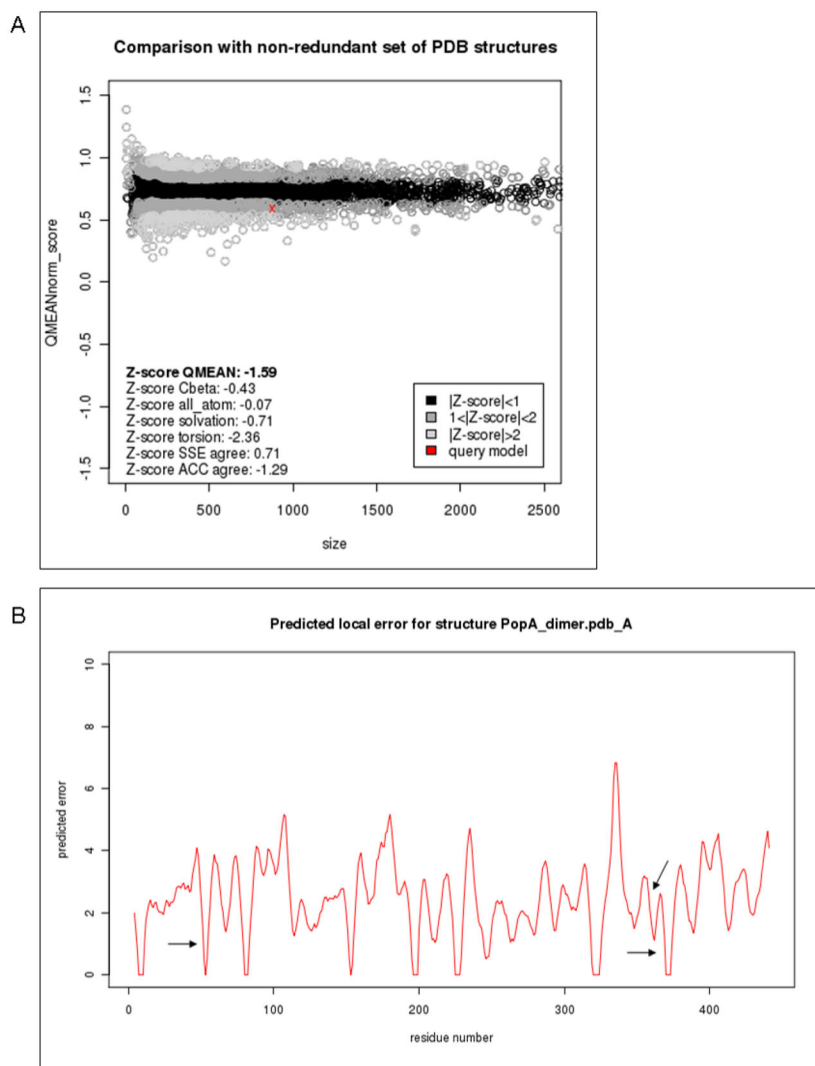 A
Comparison with non-redundant set of PDB structures
QMEANnorm_score
1.5
1.0
0.5
0.0
-0.5
-1.0
-1.5
Z-score QMEAN: -1.59
Z-score Cbeta: -0.43
Z-score all_atom: -0.07
Z-score solvation: -0.71
Z-score torsion: -2.36
Z-score SSE agree: 0.71
Z-score ACC agree: -1.29
|Z-score|<1
1<|Z-score|<2
|Z-score|>2
query model
0 500 1000 1500 2000 2500
size
B
Predicted local error for structure PopA_dimer.pdb_A
predicted error
10
8
6
4
2
0
0 100 200 300 400
residue number